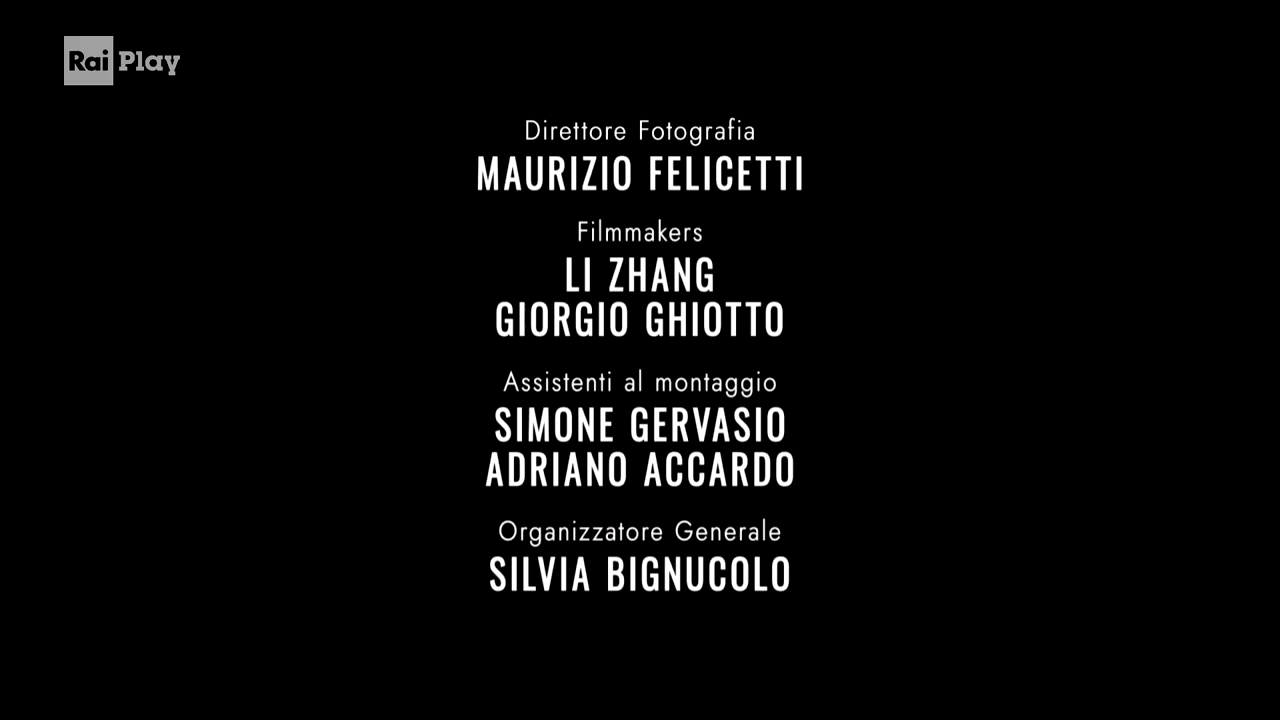 Rai Play
Direttore Fotografia
MAURIZIO FELICETTI
Filmmakers
LI ZHANG
GIORGIO GHIOTTO
Assistenti al montaggio
SIMONE GERVASIO
ADRIANO ACCARDO
Organizzatore Generale
SILVIA BIGNUCOLO